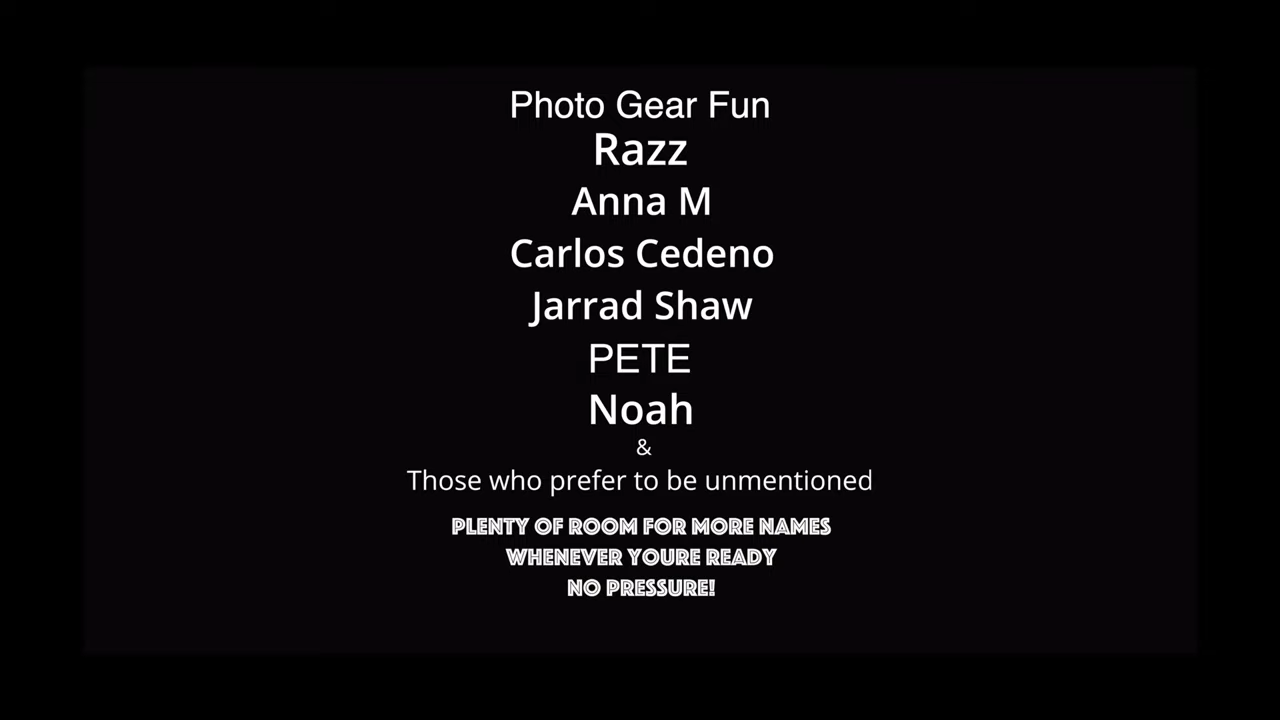 Photo Gear Fun
Razz
Anna M
Carlos Cedeno
Jarrad Shaw
PETE
Noah
&
Those who prefer to be unmentioned
PLENTY OF ROOM FOR MORE NAMES
WHENEVER YOURE READY
NO PRESSURE!